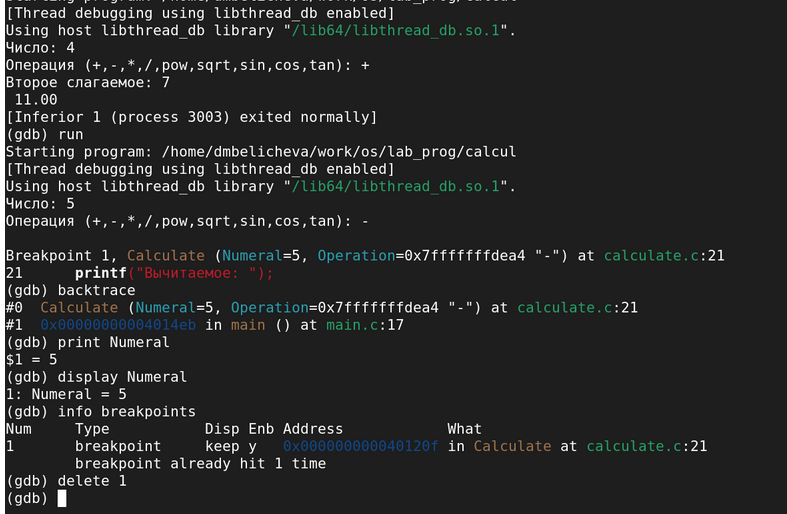 [Thread debugging using libthread_db enabled]
Using host libthread_db library "/lib64/libthread_db.so.1".
Число: 4
Операция (+,-,*,/,pow,sqrt,sin,cos,tan): +
Второе слагаемое: 7
 11.00
[Inferior 1 (process 3003) exited normally]
(gdb) run
Starting program: /home/dmbelicheva/work/os/lab_prog/calcul
[Thread debugging using libthread_db enabled]
Using host libthread_db library "/lib64/libthread_db.so.1".
Число: 5
Операция (+,-,*,/,pow,sqrt,sin,cos,tan): -
Breakpoint 1, Calculate (Numeral=5, Operation=0x7fffffffdea4 "-") at calculate.c:21
21      printf("Вычитаемое: ");
(gdb) backtrace
#0  Calculate (Numeral=5, Operation=0x7fffffffdea4 "-") at calculate.c:21
#1  0x00000000004014eb in main () at main.c:17
(gdb) print Numeral
$1 = 5
(gdb) display Numeral
1: Numeral = 5
(gdb) info breakpoints
Num     Type           Disp Enb Address            What
1       breakpoint     keep y   0x000000000040120f in Calculate at calculate.c:21
        breakpoint already hit 1 time
(gdb) delete 1
(gdb)